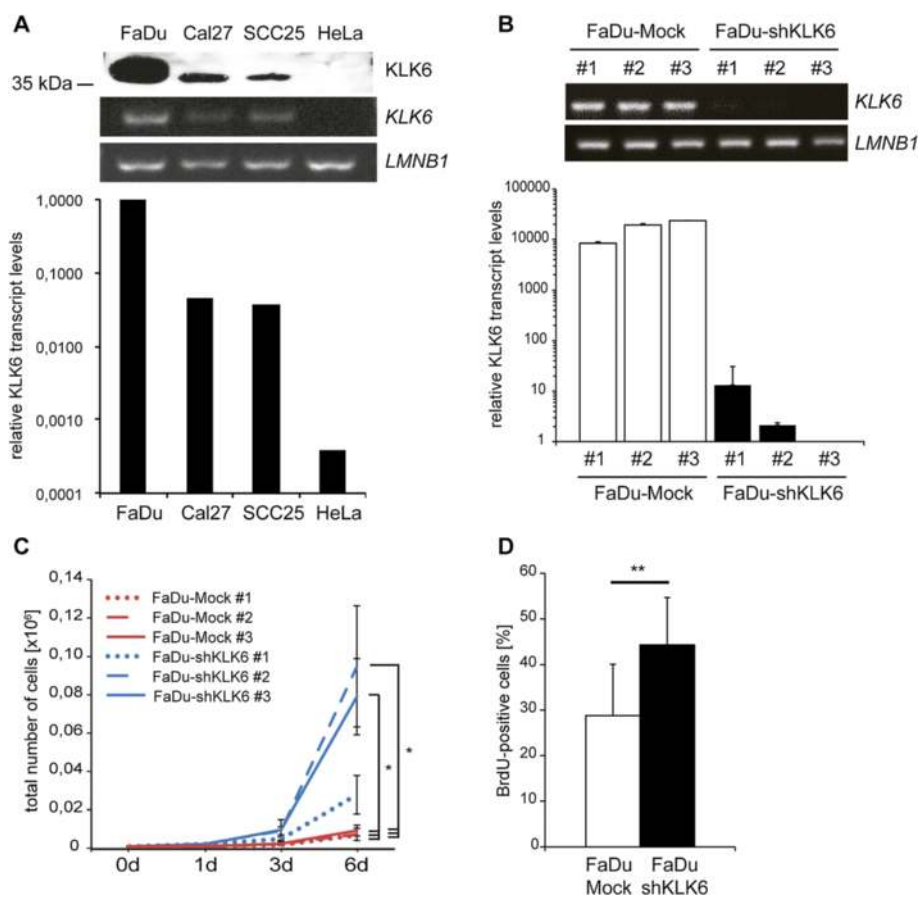 A
FaDu Cal27 SCC25 HeLa
35 kDa
KLK6
KLK6
LMNB1
relative KLK6 transcript levels
1,0000
0,1000
0,0100
0,0010
0,0001
FaDu Cal27 SCC25 HeLa
B
FaDu-Mock FaDu-shKLK6
#1 #2 #3 #1 #2 #3
KLK6
LMNB1
relative KLK6 transcript levels
100000
10000
1000
100
10
1
#1 #2 #3 #1 #2 #3
FaDu-Mock FaDu-shKLK6
C
total number of cells [x10⁶]
0,14
0,12
0,10
0,08
0,06
0,04
0,02
0
FaDu-Mock #1
FaDu-Mock #2
FaDu-Mock #3
FaDu-shKLK6 #1
FaDu-shKLK6 #2
FaDu-shKLK6 #3
*
*
0d 1d 3d 6d
D
BrdU-positive cells [%]
60
50
40
30
20
10
0
**
FaDu FaDu
Mock shKLK6